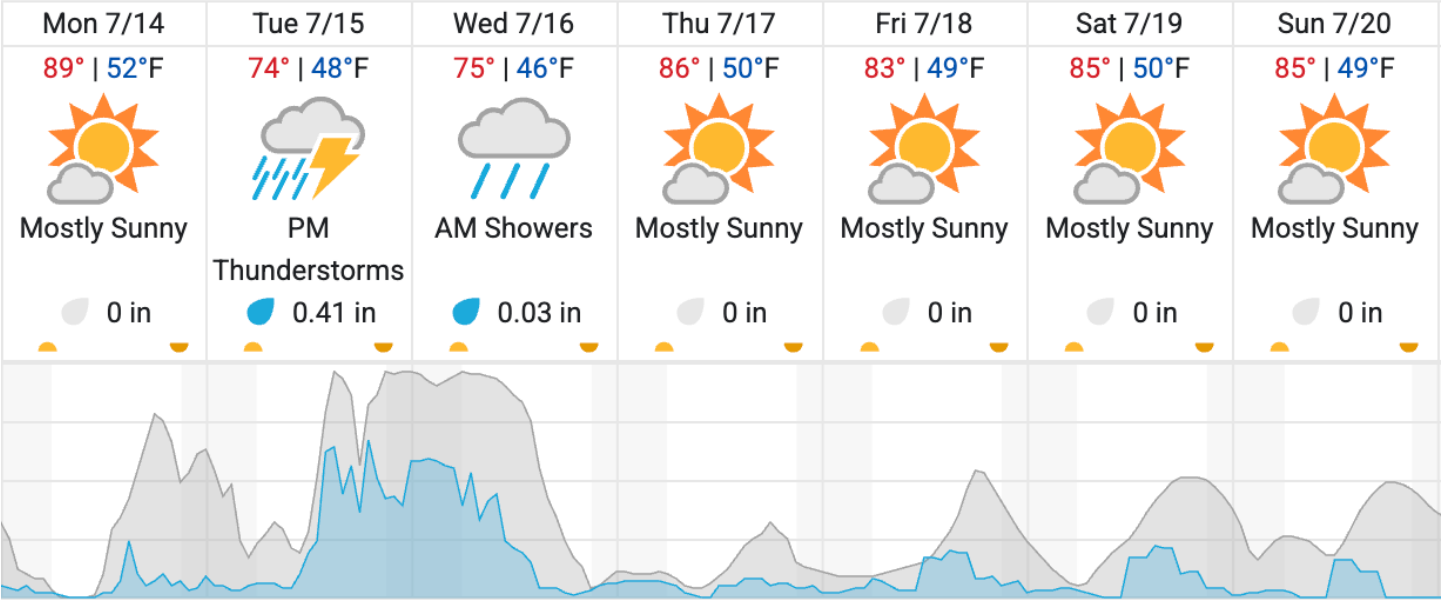 Mon 7/14 Tue 7/15 Wed 7/16 Thu 7/17 Fri 7/18 Sat 7/19 Sun 7/20
89° | 52°F 74° | 48°F 75° | 46°F 86° | 50°F 83° | 49°F 85° | 50°F 85° | 49°F
Mostly Sunny PM AM Showers Mostly Sunny Mostly Sunny Mostly Sunny Mostly Sunny
Thunderstorms
0 in 0.41 in 0.03 in 0 in 0 in 0 in 0 in